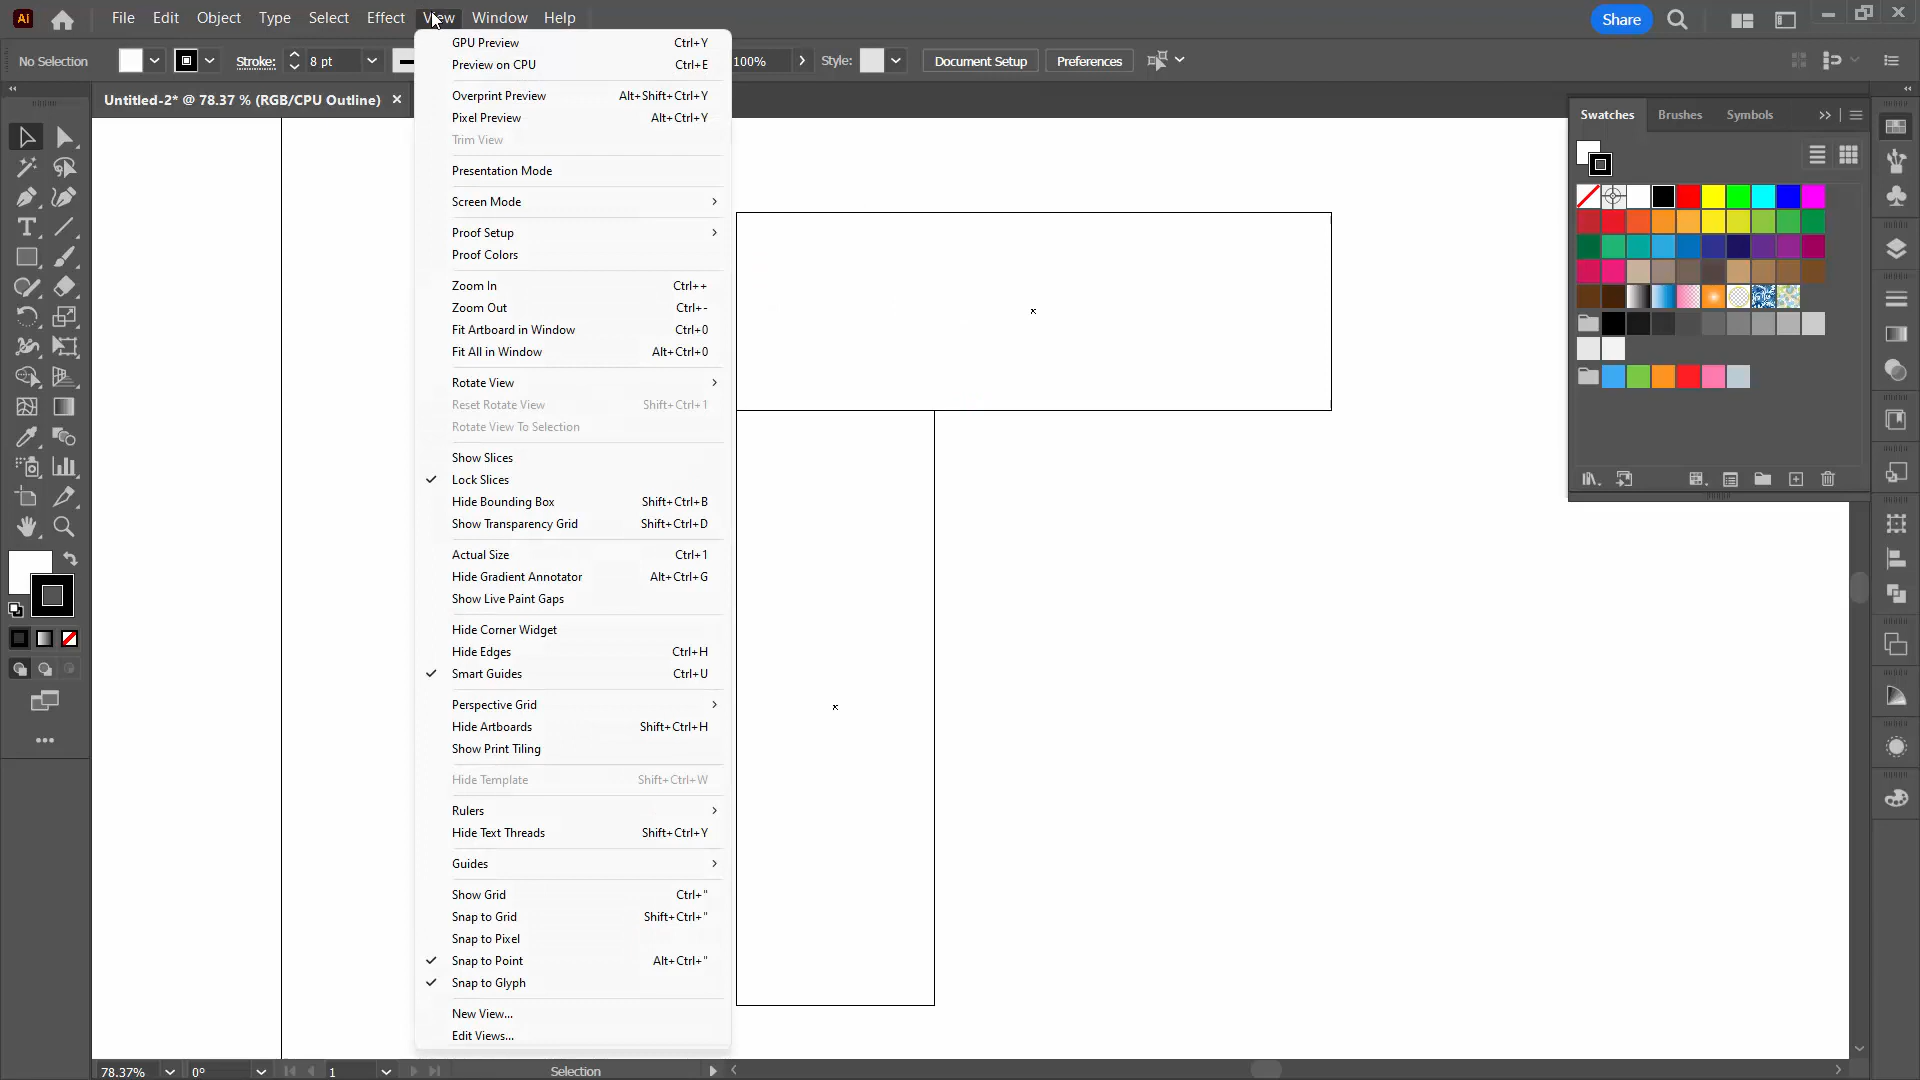 Ai File Edit Object Type Select Effect View Window Help Share
No Selection Stroke: 8 pt 100% Style: Document Setup Preferences
Untitled-2* @ 78.37 % (RGB/CPU Outline) ×
GPU Preview Ctrl+Y
Preview on CPU Ctrl+E
Overprint Preview Alt+Shift+Ctrl+Y
Pixel Preview Alt+Ctrl+Y
Trim View
Presentation Mode
Screen Mode
Proof Setup
Proof Colors
Zoom In Ctrl++
Zoom Out Ctrl+-
Fit Artboard in Window Ctrl+0
Fit All in Window Alt+Ctrl+0
Rotate View
Reset Rotate View Shift+Ctrl+1
Rotate View To Selection
Show Slices
Lock Slices
Hide Bounding Box Shift+Ctrl+B
Show Transparency Grid Shift+Ctrl+D
Actual Size Ctrl+1
Hide Gradient Annotator Alt+Ctrl+G
Show Live Paint Gaps
Hide Corner Widget
Hide Edges Ctrl+H
Smart Guides Ctrl+U
Perspective Grid
Hide Artboards Shift+Ctrl+H
Show Print Tiling
Hide Template Shift+Ctrl+W
Rulers
Hide Text Threads Shift+Ctrl+Y
Guides
Show Grid Ctrl+"
Snap to Grid Shift+Ctrl+"
Snap to Pixel
Snap to Point Alt+Ctrl+"
Snap to Glyph
New View...
Edit Views...
Swatches Brushes Symbols
78.37% 0° 1 Selection